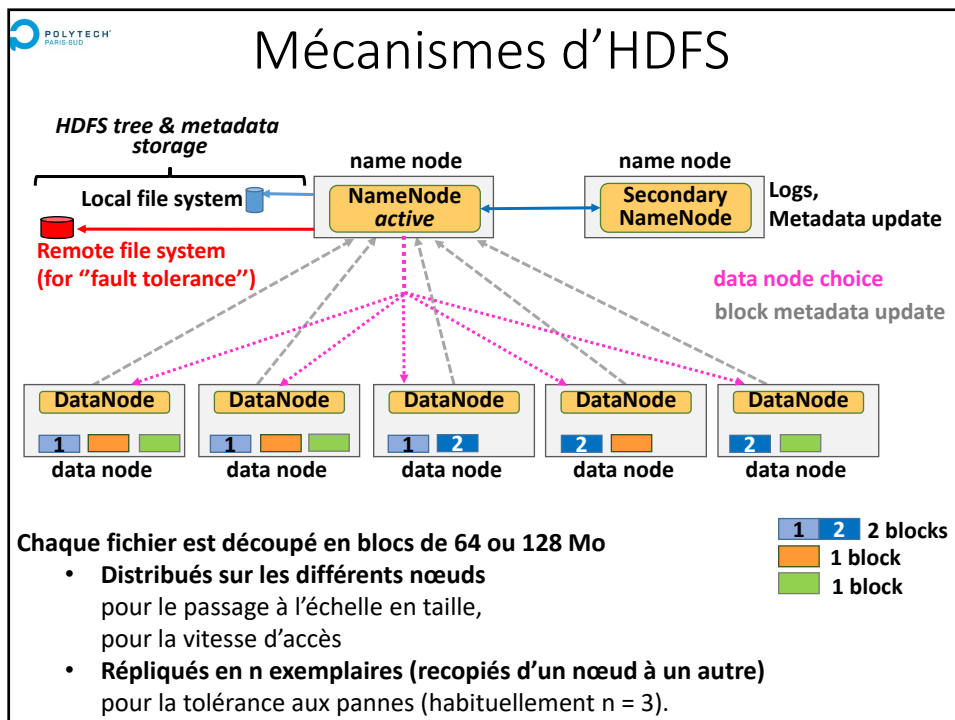 POLYTECH'
PARIS-SUD
Mécanismes d'HDFS
HDFS tree & metadata
storage
name node
name node
Local file system
NameNode
active
Secondary
NameNode
Logs,
Metadata update
Remote file system
(for ‘’fault tolerance’’)
data node choice
block metadata update
DataNode
DataNode
DataNode
DataNode
DataNode
1
1
1 2
2
2
data node
data node
data node
data node
data node
Chaque fichier est découpé en blocs de 64 ou 128 Mo
1 2 2 blocks
1 block
1 block
• Distribués sur les différents nœuds
pour le passage à l'échelle en taille,
pour la vitesse d'accès
• Répliqués en n exemplaires (recopiés d'un nœud à un autre)
pour la tolérance aux pannes (habituellement n = 3).